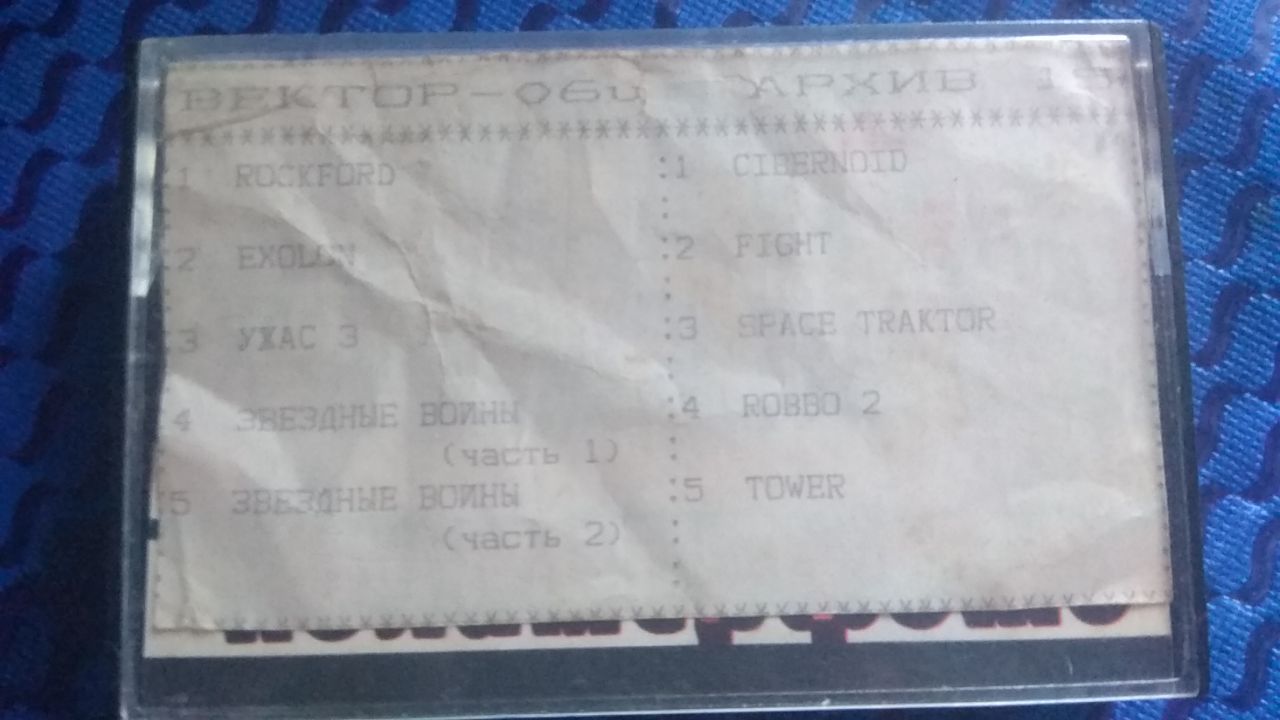 ВЕКТОР-06ц АРХИВ 19
*************************************
:1 ROCKFORD :1 CIBERNOID
:2 EXOLON :2 FIGHT
:3 УЖАС 3 :3 SPACE TRAKTOR
4 ЗВЕЗДНЫЕ ВОЙНЫ :4 ROBBO 2
(часть 1)
5 ЗВЕЗДНЫЕ ВОЙНЫ :5 TOWER
(часть 2)